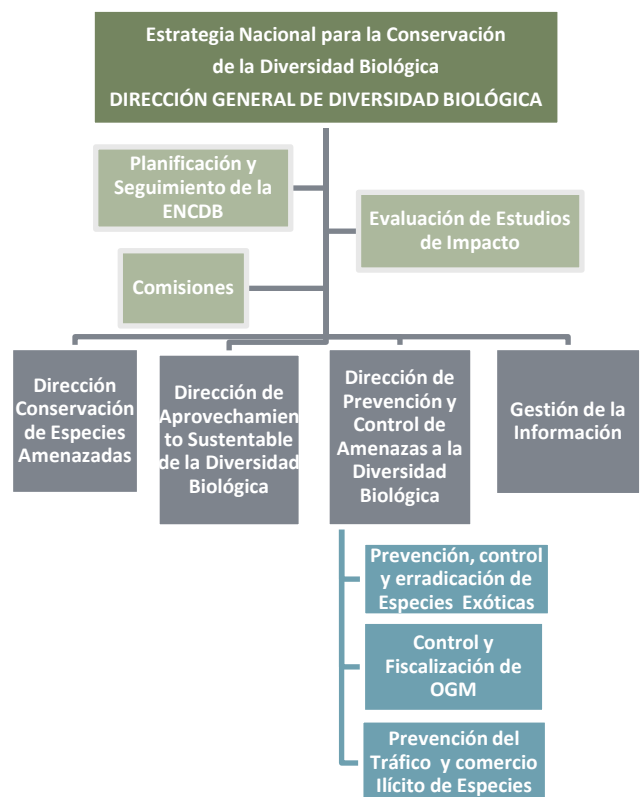 Estrategia Nacional para la Conservación
de la Diversidad Biológica
DIRECCIÓN GENERAL DE DIVERSIDAD BIOLÓGICA
Planificación y
Seguimiento de la
ENCDB
Evaluación de Estudios
de Impacto
Comisiones
Dirección
Conservación
de Especies
Amenazadas
Dirección de
Aprovechamien
to Sustentable
de la Diversidad
Biológica
Dirección de
Prevención y
Control de
Amenazas a la
Diversidad
Biológica
Gestión de la
Información
Prevención, control
y erradicación de
Especies Exóticas
Control y
Fiscalización de
OGM
Prevención del
Tráfico y comercio
Ilícito de Especies